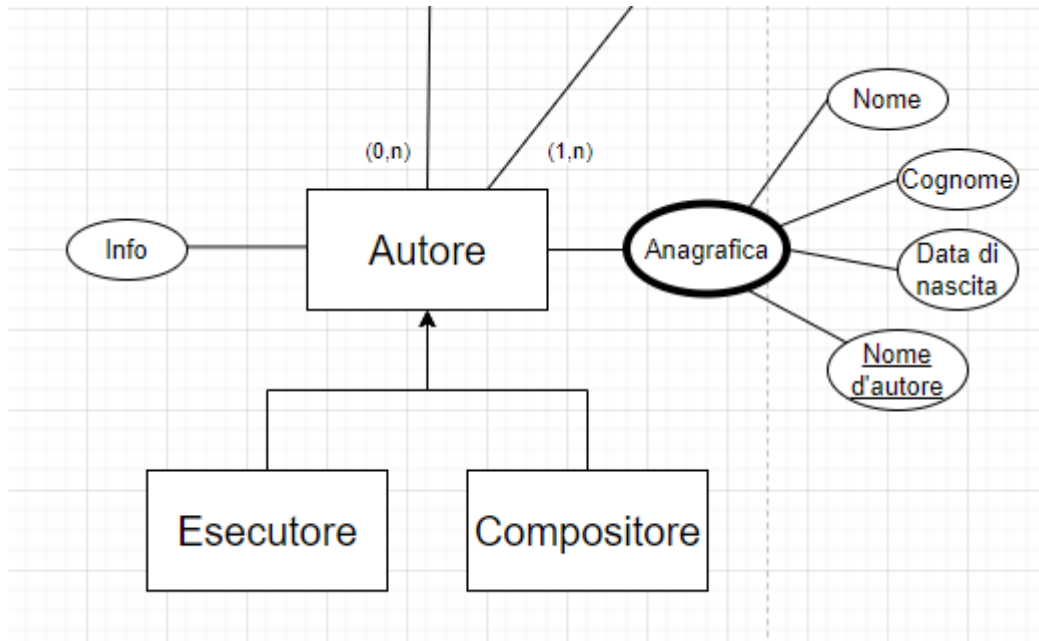 Nome
(0,n)
(1,n)
Cognome
Info
Autore
Anagrafica
Data di
nascita
Nome
d'autore
Esecutore
Compositore